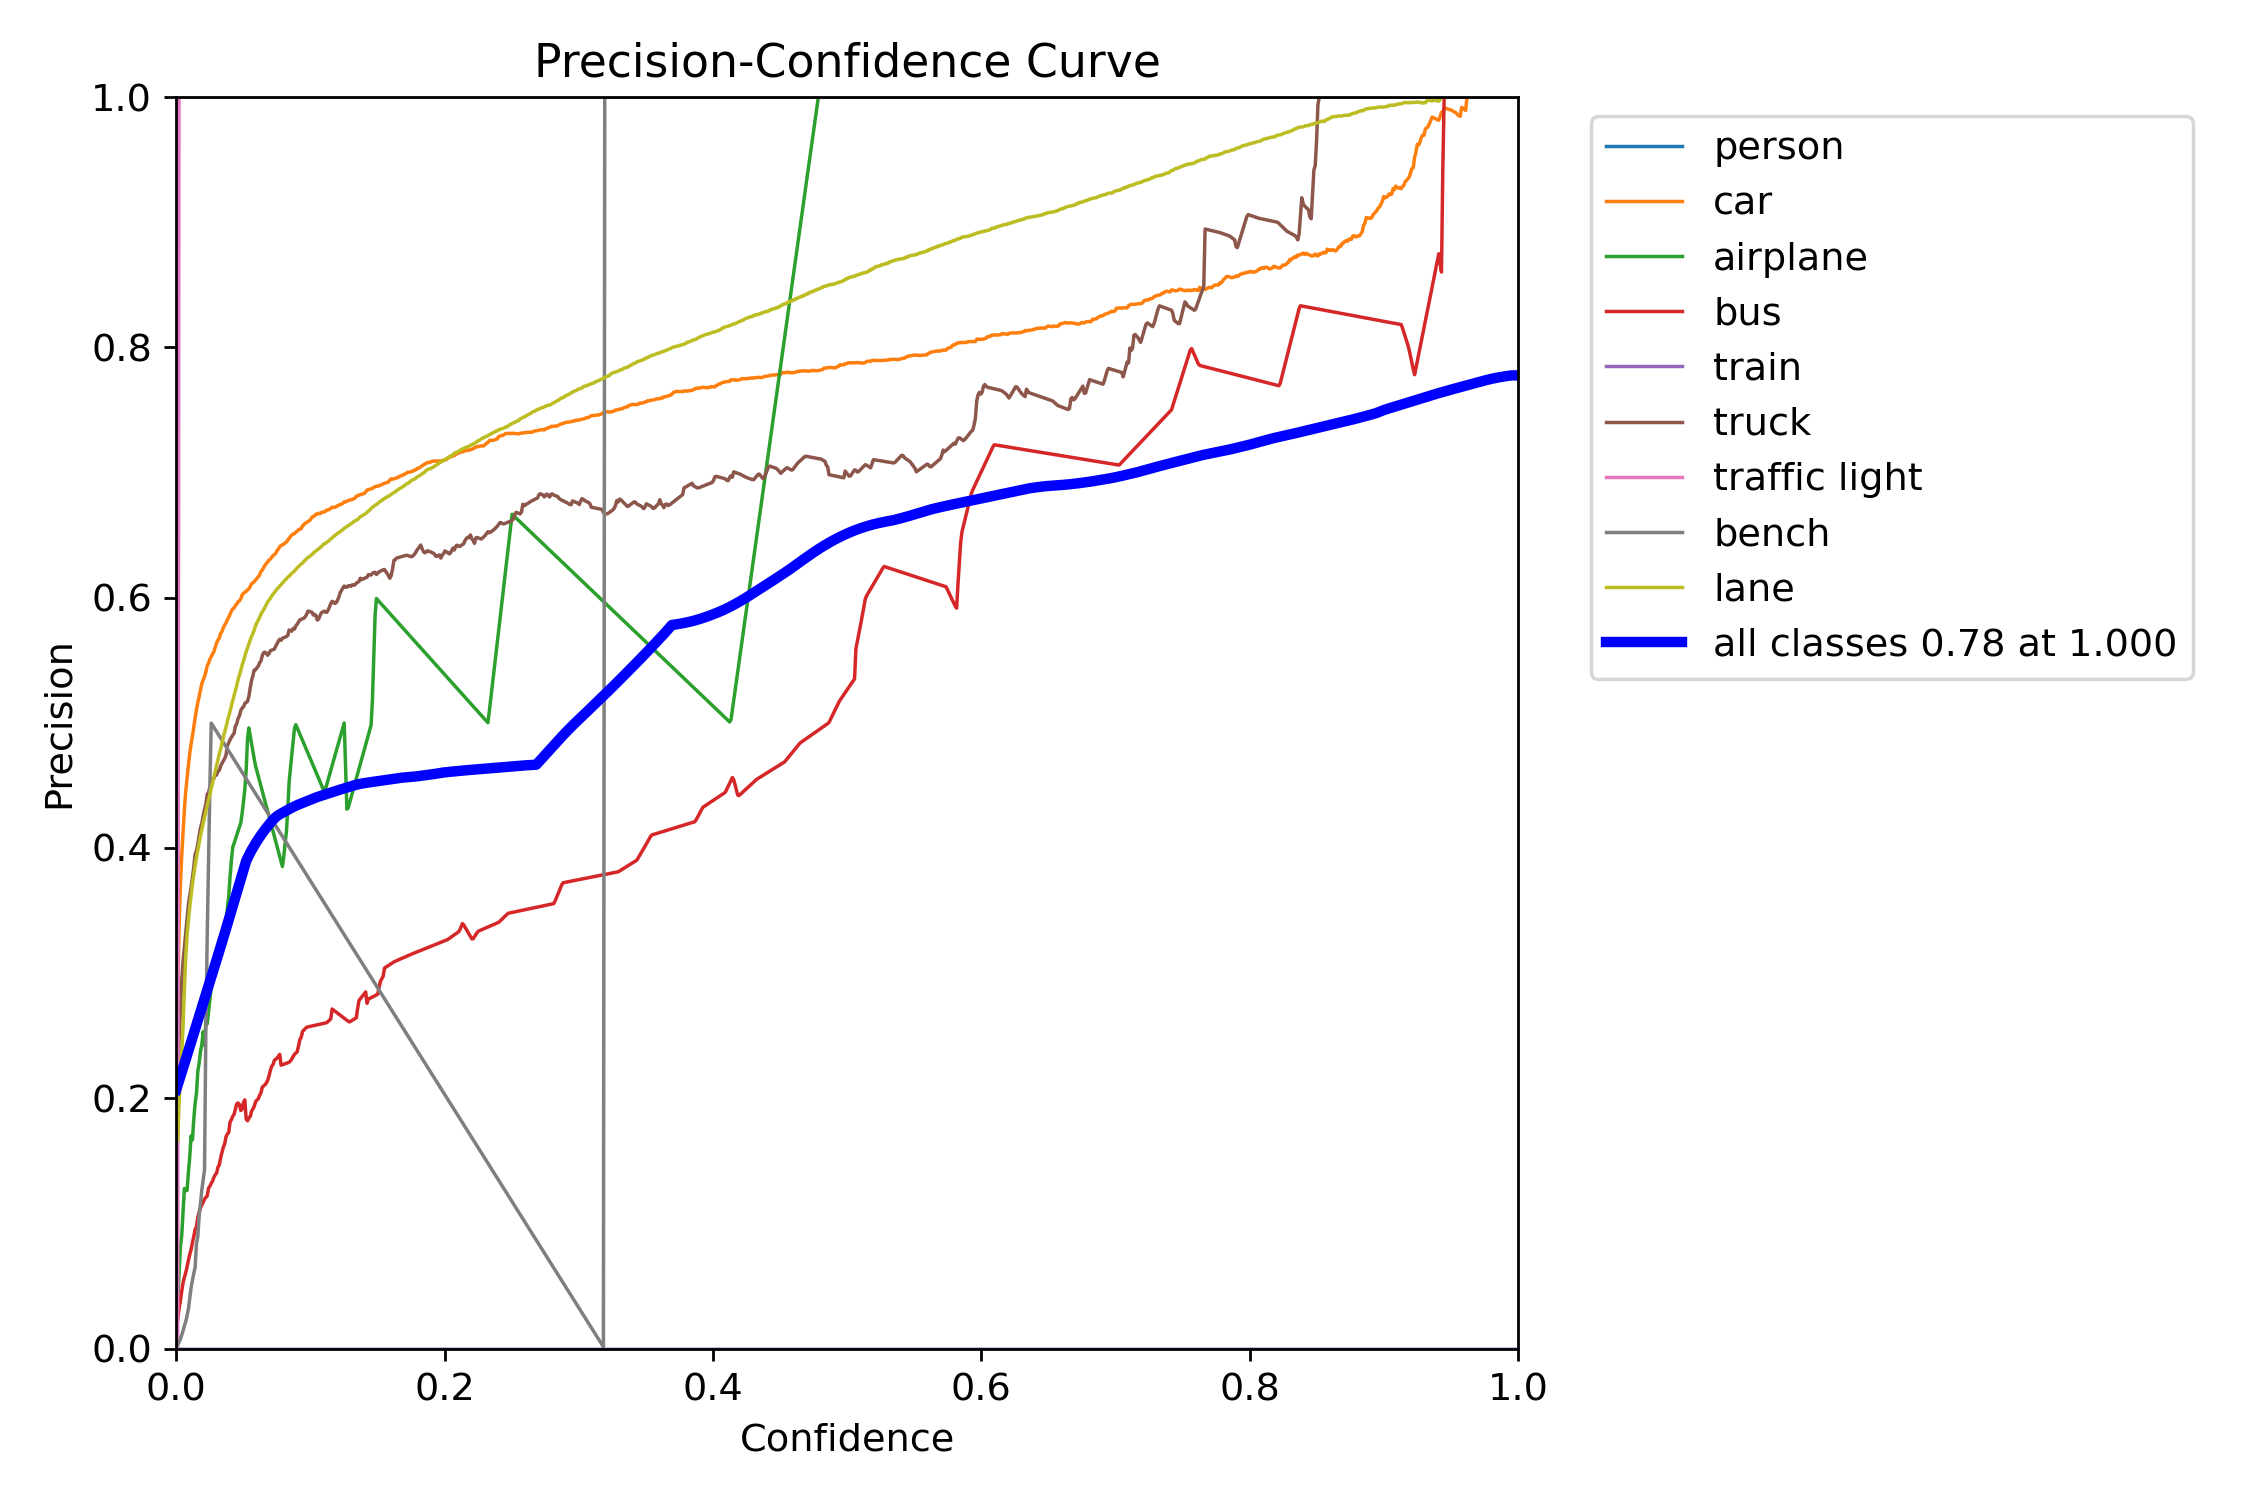 Precision-Confidence Curve
1.0
0.8
0.6
0.4
0.2
0.0
Precision
0.0 0.2 0.4 0.6 0.8 1.0
Confidence
person
car
airplane
bus
train
truck
traffic light
bench
lane
all classes 0.78 at 1.000